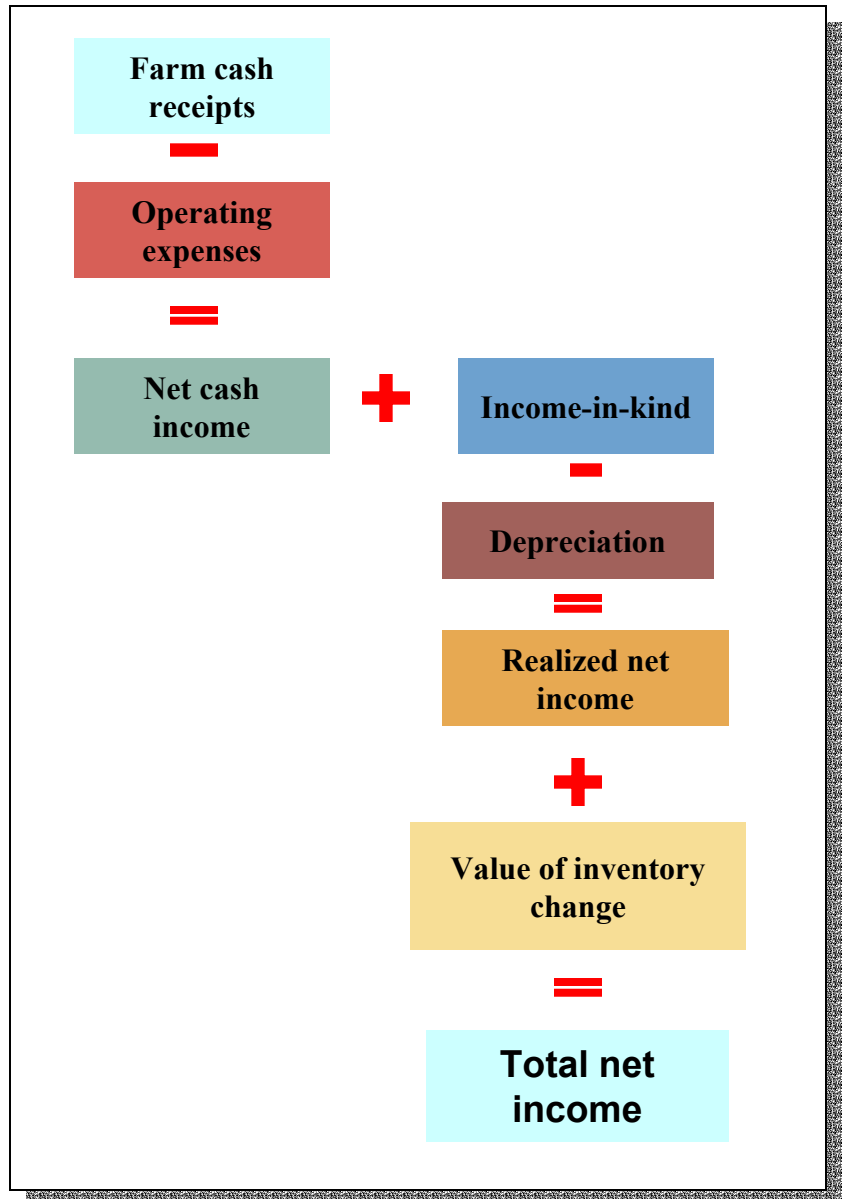 Farm cash
receipts
Operating
expenses
Net cash
income
Income-in-kind
Depreciation
Realized net
income
Value of inventory
change
Total net
income